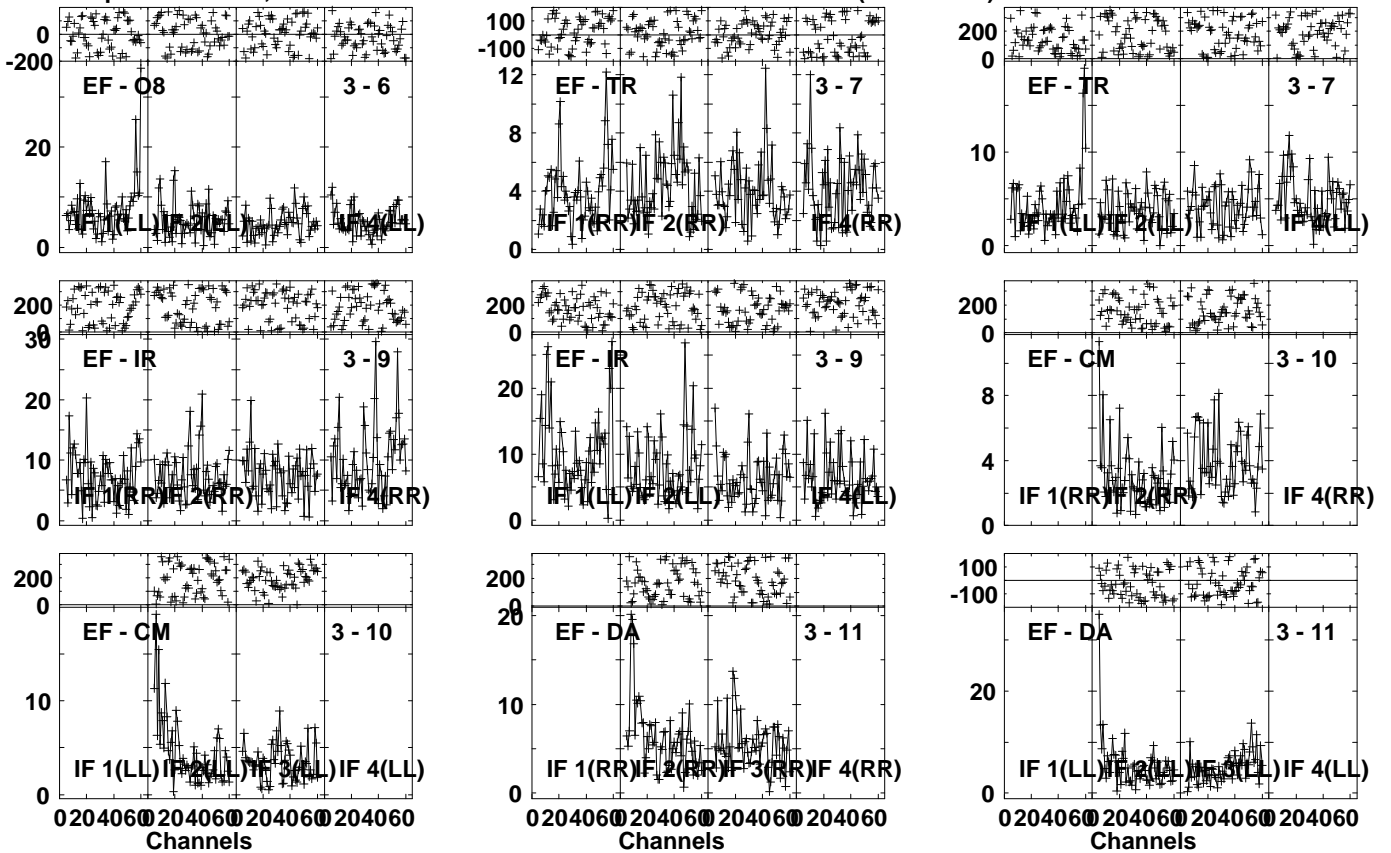 0 100 200
-200 -100 0
EF - O8 3 - 6 EF - TR 3 - 7 EF - TR 3 - 7
20 12 8 4 10
IF 1(LL) IF 2(LL) IF 4(LL) IF 1(RR) IF 2(RR) IF 4(RR) IF 1(LL) IF 2(LL) IF 4(LL)
0 0 0
200 200 200
0 0 0
30
EF - IR 3 - 9 EF - IR 3 - 9 EF - CM 3 - 10
20 10 20 10 8 4
IF 1(RR) IF 2(RR) IF 4(RR) IF 1(LL) IF 2(LL) IF 4(LL) IF 1(RR) IF 2(RR) IF 4(RR)
0 0 0
200 200 100
0 0 -100
20
EF - CM 3 - 10 EF - DA 3 - 11 EF - DA 3 - 11
10 10 20
IF 1(LL) IF 2(LL) IF 3(LL) IF 4(LL) IF 1(RR) IF 2(RR) IF 3(RR) IF 4(RR) IF 1(LL) IF 2(LL) IF 3(LL) IF 4(LL)
0 0 0
0 20 40 60 0 20 40 60 0 20 40 60 0 20 40 60 0 20 40 60 0 20 40 60 0 20 40 60 0 20 40 60 0 20 40 60 0 20 40 60 0 20 40 60 0 20 40 60
Channels Channels Channels